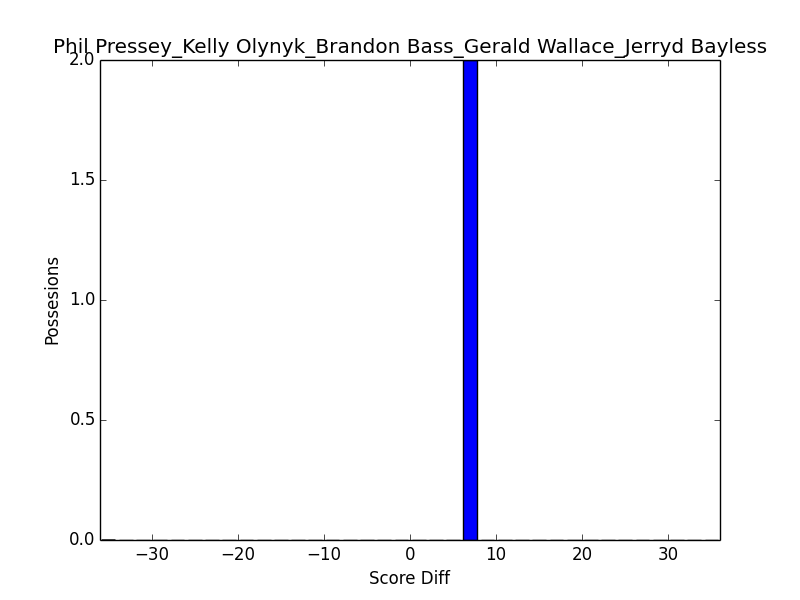 Phil Pressey_Kelly Olynyk_Brandon Bass_Gerald Wallace_Jerryd Bayless
2.0
1.5
1.0
0.5
0.0
Possesions
−30 −20 −10 0 10 20 30
Score Diff